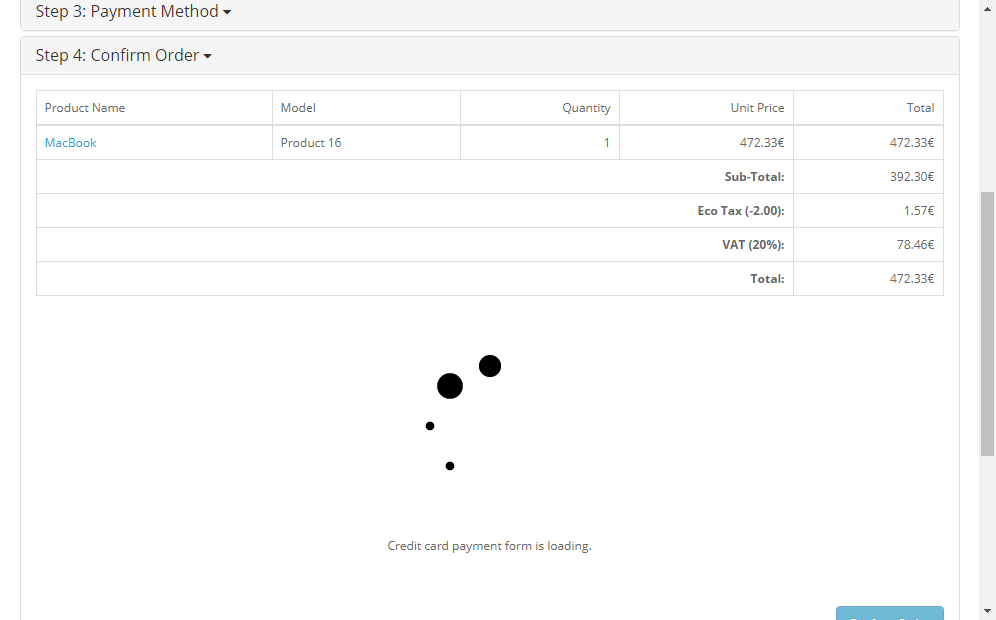 Step 3: Payment Method
Step 4: Confirm Order
Product Name Model Quantity Unit Price Total
MacBook Product 16 1 472.33€ 472.33€
Sub-Total: 392.30€
Eco Tax (-2.00): 1.57€
VAT (20%): 78.46€
Total: 472.33€
Credit card payment form is loading.